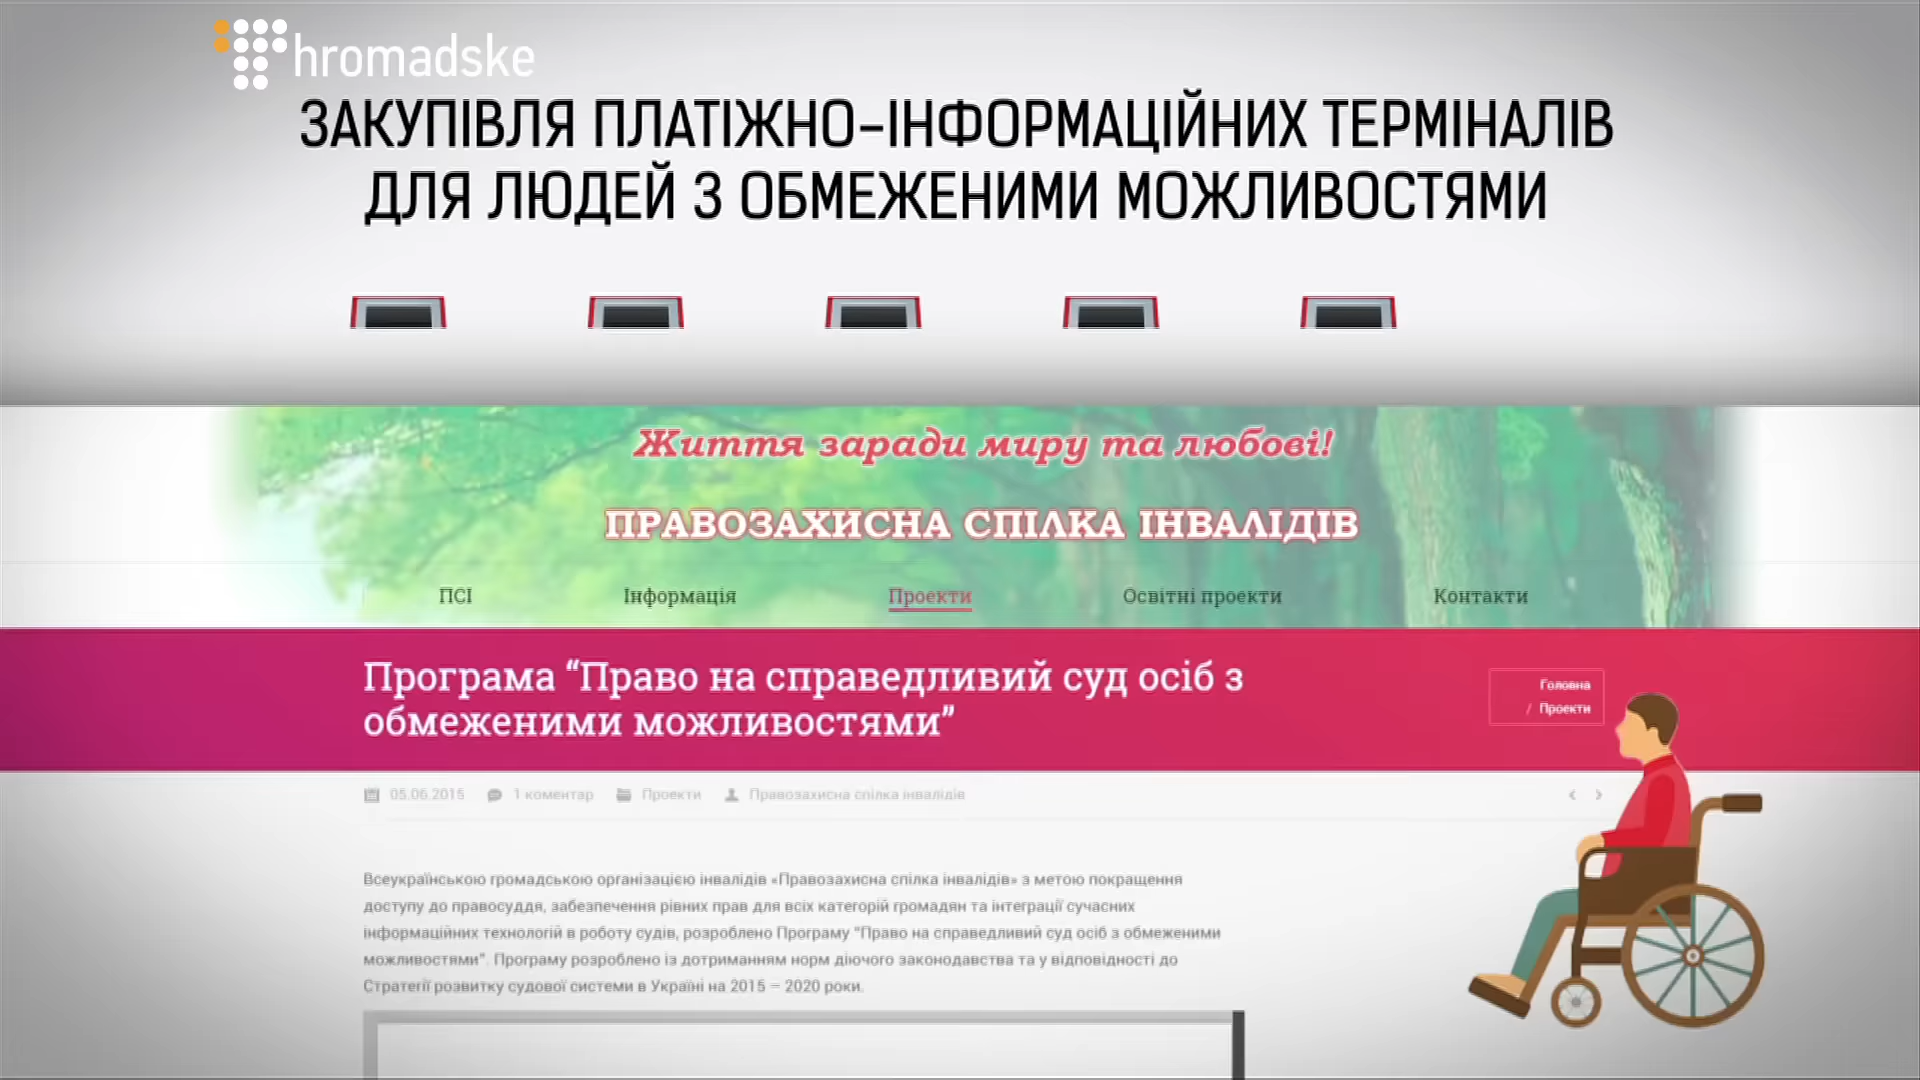 hromadske
ЗАКУПІВЛЯ ПЛАТІЖНО-ІНФОРМАЦІЙНИХ ТЕРМІНАЛІВ
ДЛЯ ЛЮДЕЙ З ОБМЕЖЕНИМИ МОЖЛИВОСТЯМИ
Життя заради миру та любові!
ПРАВОЗАХИСНА СПІЛКА ІНВАЛІДІВ
ПСІ Інформація Проекти Освітні проекти Контакти
Програма “Право на справедливий суд осіб з
обмеженими можливостями”
Головна
/ Проекти
05.06.2015 1 коментар Проекти Правозахисна спілка інвалідів
Всеукраїнською громадською організацією інвалідів «Правозахисна спілка інвалідів» з метою покращення
доступу до правосуддя, забезпечення рівних прав для всіх категорій громадян та інтеграції сучасних
інформаційних технологій в роботу судів, розроблено Програму “Право на справедливий суд осіб з обмеженими
можливостями”. Програму розроблено із дотриманням норм діючого законодавства та у відповідності до
Стратегії розвитку судової системи в Україні на 2015 – 2020 роки.